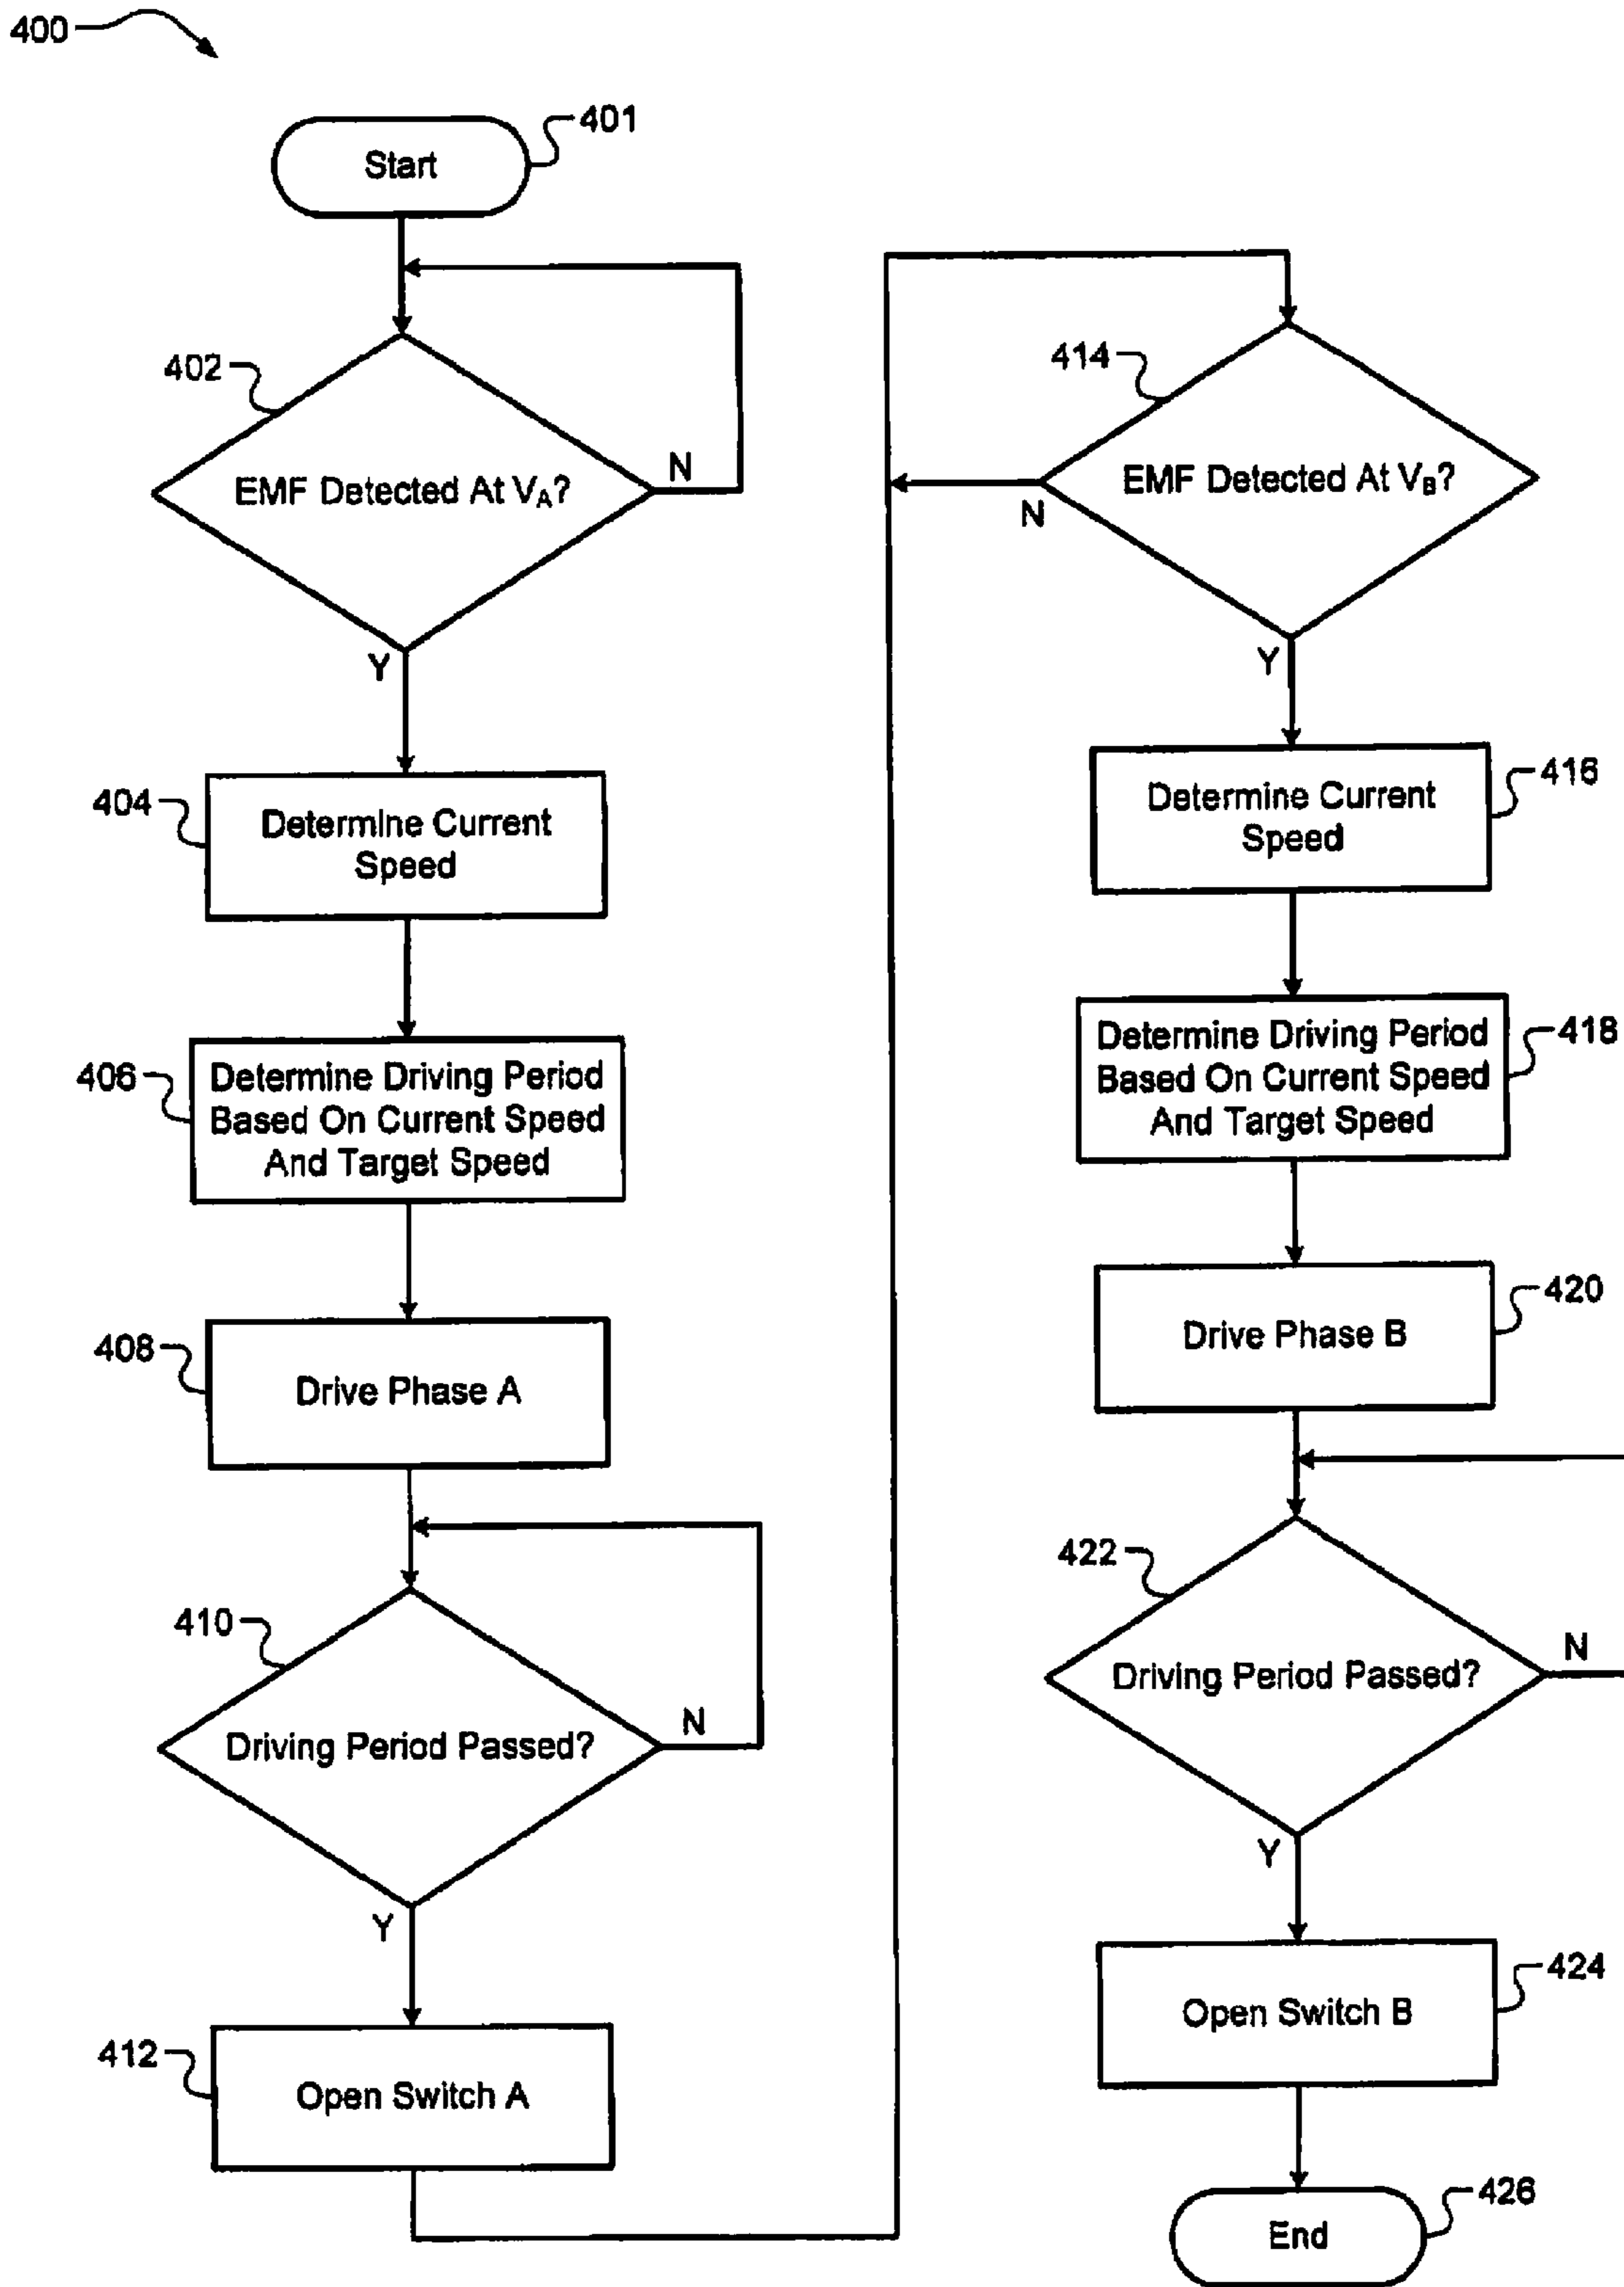 400
Start
401
402
EMF Detected At VA?
N
Y
404
Determine Current
Speed
406
Determine Driving Period
Based On Current Speed
And Target Speed
408
Drive Phase A
410
Driving Period Passed?
N
Y
412
Open Switch A
414
EMF Detected At VB?
N
Y
416
Determine Current
Speed
418
Determine Driving Period
Based On Current Speed
And Target Speed
420
Drive Phase B
422
Driving Period Passed?
N
Y
424
Open Switch B
426
End